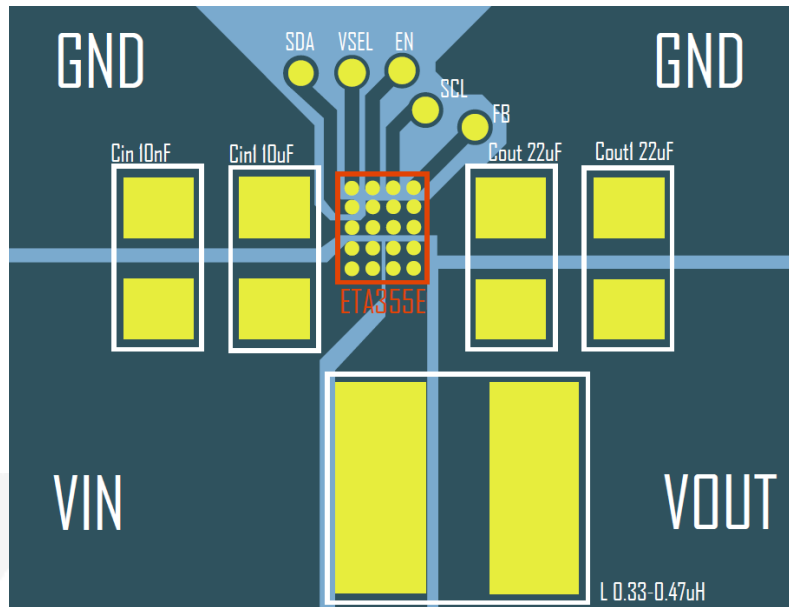 GND
SDA
VSEL
EN
GND
SCL
FB
Cin 10nF
Cin1 10uF
Cout 22uF
Cout1 22uF
ETA355E
VIN
VOUT
L 0.33-0.47uH